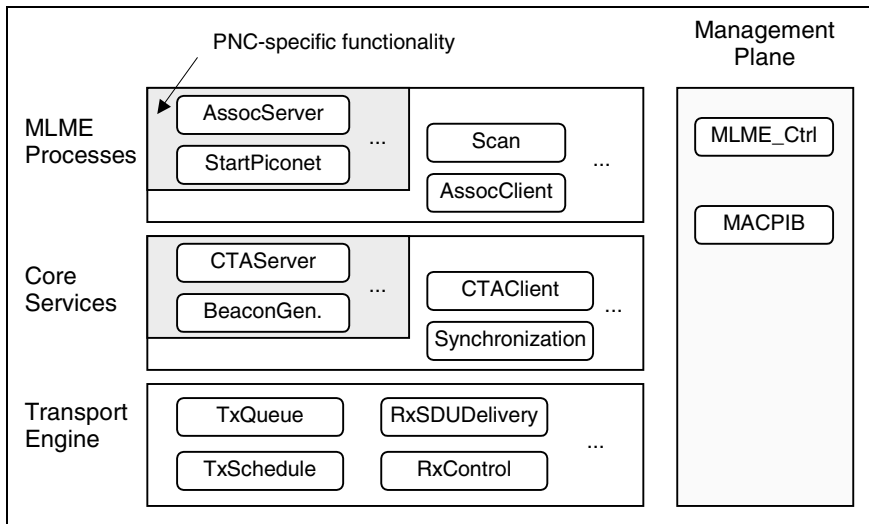 PNC-specific functionality
Management
Plane
MLME
Processes
AssocServer
StartPiconet
...
Scan
AssocClient
...
MLME_Ctrl
MACPIB
Core
Services
CTAServer
BeaconGen.
...
CTAClient
Synchronization
...
Transport
Engine
TxQueue
RxSDUDelivery
TxSchedule
RxControl
...